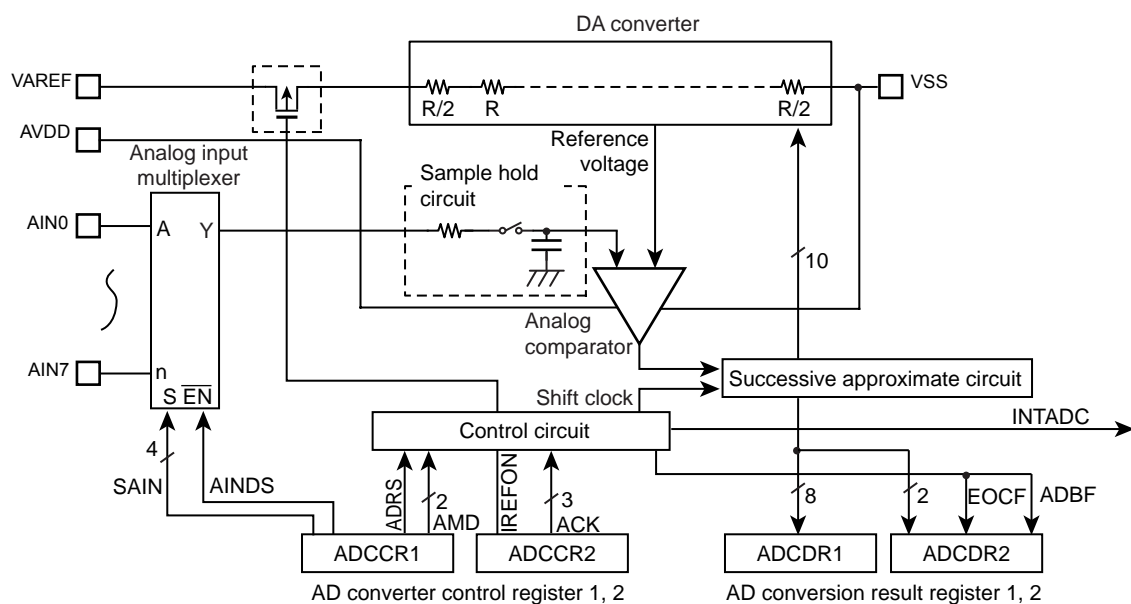 DA converter
VAREF
VSS
R/2
R
R/2
AVDD
Analog input
multiplexer
Reference
voltage
Sample hold
circuit
AIN0
A
Y
10
Analog
comparator
AIN7
n
S
EN
Successive approximate circuit
Shift clock
INTADC
Control circuit
4
SAIN
AINDS
ADRS
2
AMD
IREFON
3
ACK
8
2
EOCF
ADBF
ADCCR1
ADCCR2
ADCDR1
ADCDR2
AD converter control register 1, 2
AD conversion result register 1, 2